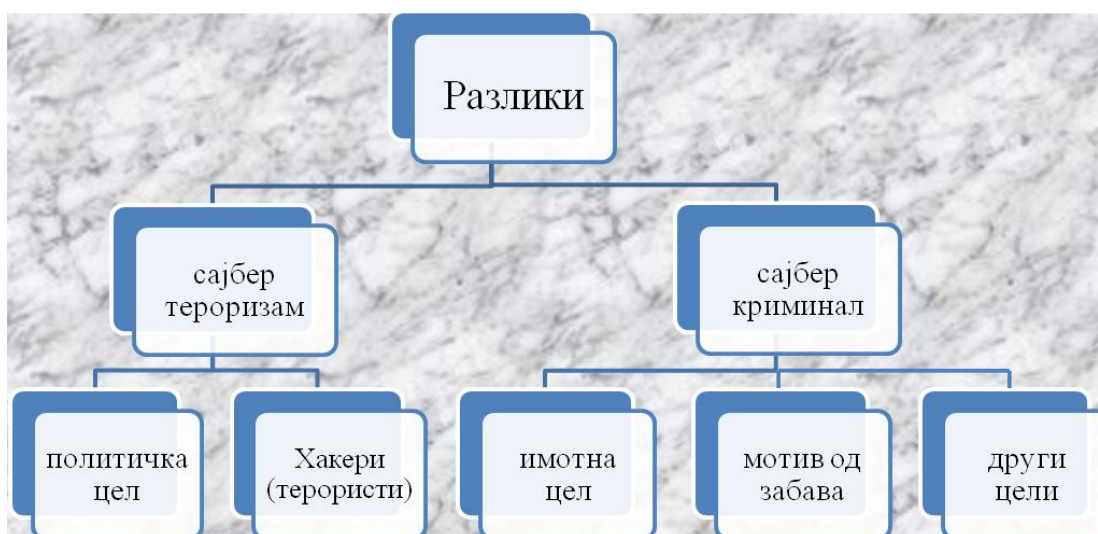 Разлики
сајбер
тероризам
сајбер
криминал
политичка
цел
Хакери
(терористи)
имотна
цел
мотив од
забава
други
цели